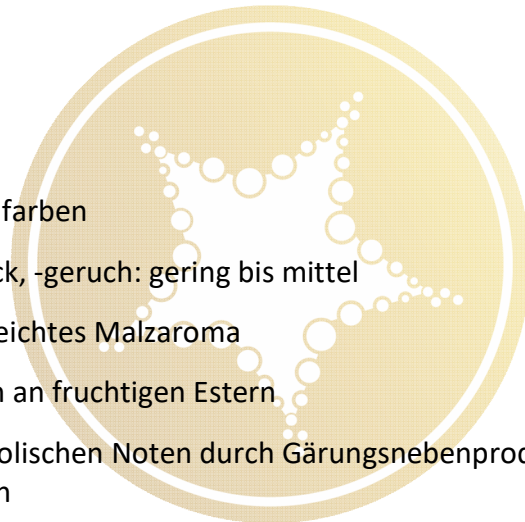 farben
ck, -geruch: gering bis mittel
eichtes Malzaroma
n an fruchtigen Estern
olischen Noten durch Gärungsnebenprod
n